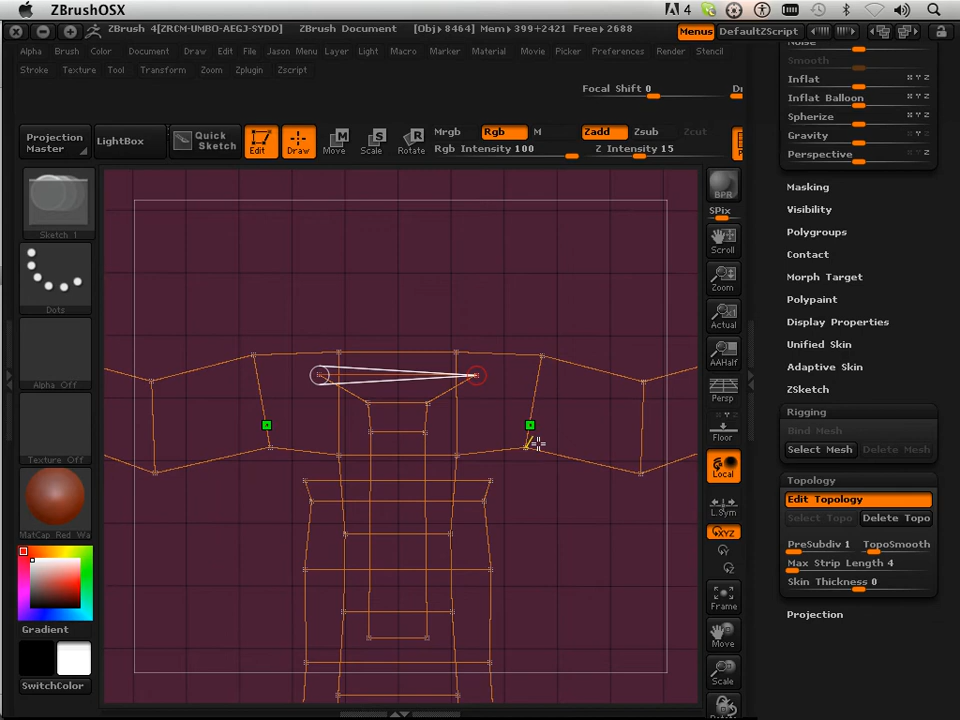 ZBrushOSX
4
ZBrush 4[ZRCM-UMBO-AEGJ-SYDD]
ZBrush Document
[Obj▸8464] Mem▸399+2421 Free▸2688
Menus
DefaultZScript
Alpha
Brush
Color
Document
Draw
Edit
File
Jason Menu
Layer
Light
Macro
Marker
Material
Movie
Picker
Preferences
Render
Stencil
Stroke
Texture
Tool
Transform
Zoom
Zplugin
Zscript
Focal Shift 0
Projection
Master
LightBox
Quick
Sketch
Edit
Draw
Move
Scale
Rotate
Mrgb
Rgb
M
Rgb Intensity 100
Zadd
Zsub
Zcut
Z Intensity 15
Sketch 1
Dots
Alpha Off
Texture Off
MatCap Red Wa
Gradient
SwitchColor
BPR
SPix
Scroll
Zoom
Actual
AAHalf
Persp
Floor
Local
L.Sym
XYZ
Frame
Move
Scale
Smooth
Inflat
X Y Z
Inflat Balloon
X Y Z
Spherize
X Y Z
Gravity
Perspective
X Y Z
Masking
Visibility
Polygroups
Contact
Morph Target
Polypaint
Display Properties
Unified Skin
Adaptive Skin
ZSketch
Rigging
Bind Mesh
Select Mesh
Delete Mesh
Topology
Edit Topology
Select Topo
Delete Topo
PreSubdiv 1
TopoSmooth
Max Strip Length 4
Skin Thickness 0
Projection